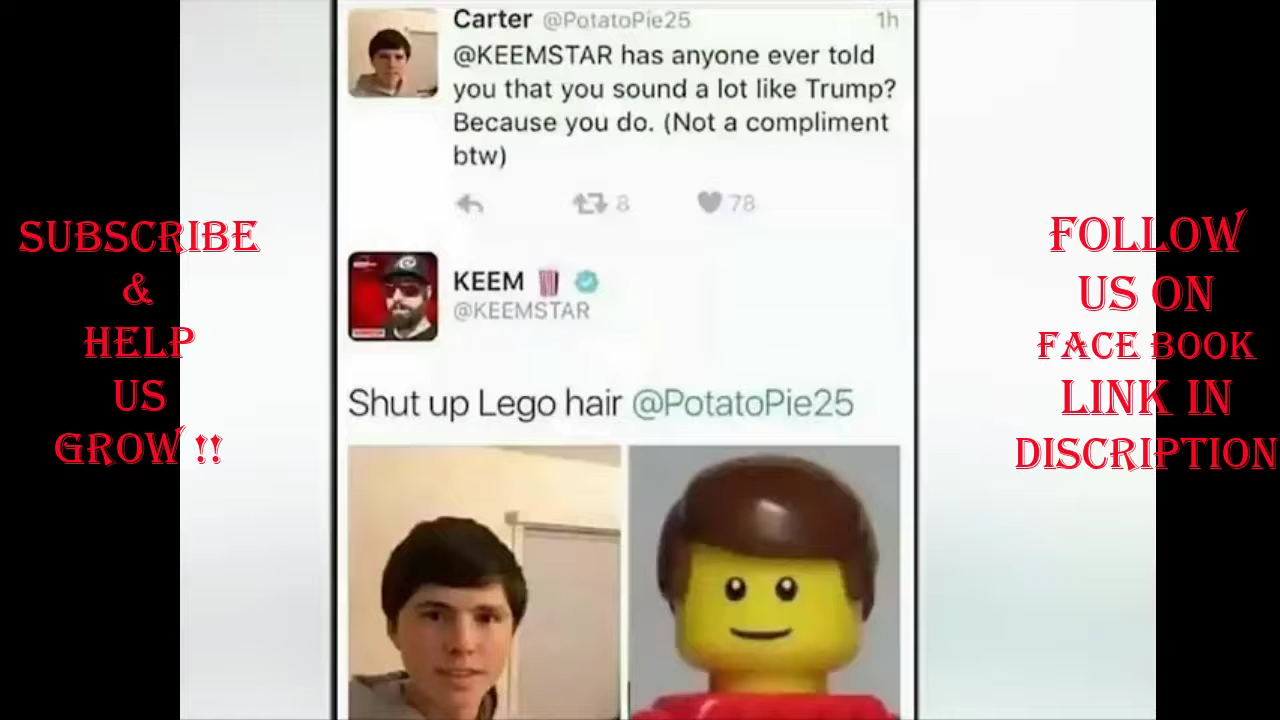 Carter @PotatoPie25 1h
@KEEMSTAR has anyone ever told
you that you sound a lot like Trump?
Because you do. (Not a compliment
btw)
8 78
KEEM
@KEEMSTAR
Shut up Lego hair @PotatoPie25
SUBSCRIBE
&
HELP
US
GROW !!
FOLLOW
US ON
FACE BOOK
LINK IN
DISCRIPTION